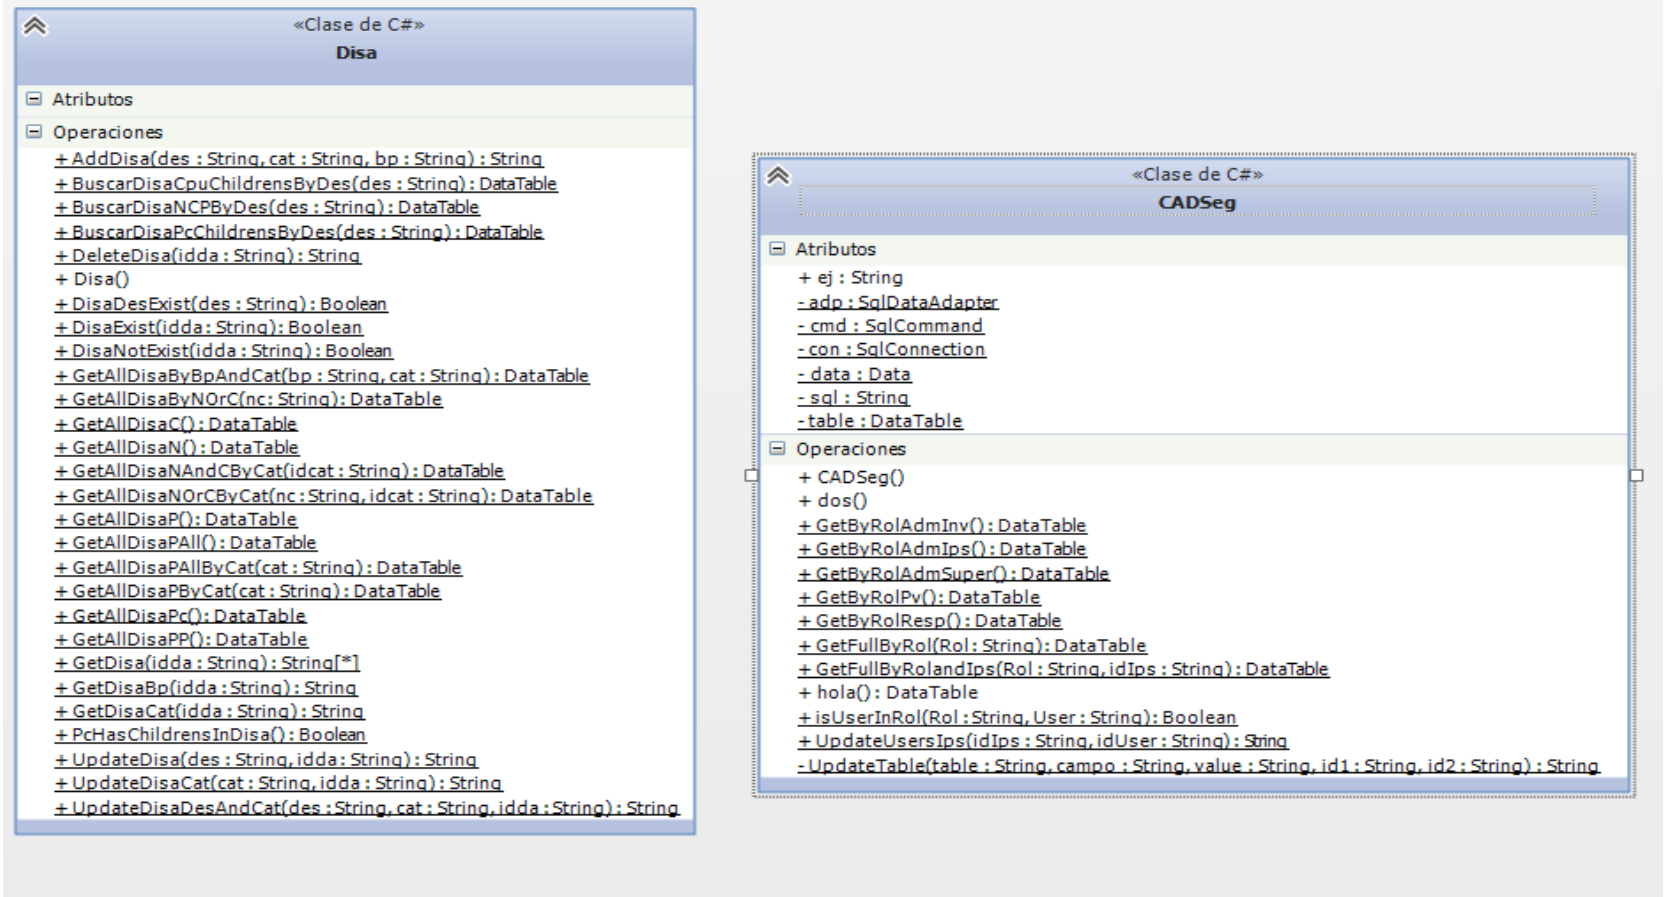 «Clase de C#»
Disa
Atributos
Operaciones
+ AddDisa(des : String, cat : String, bp : String) : String
+ BuscarDisaCpuChildrensByDes(des : String) : DataTable
+ BuscarDisaNCPByDes(des : String) : DataTable
+ BuscarDisaPcChildrensByDes(des : String) : DataTable
+ DeleteDisa(idda : String) : String
+ Disa()
+ DisaDesExist(des : String) : Boolean
+ DisaExist(idda : String) : Boolean
+ DisaNotExist(idda : String) : Boolean
+ GetAllDisaByBpAndCat(bp : String, cat : String) : DataTable
+ GetAllDisaByNOrC(nc : String) : DataTable
+ GetAllDisaC() : DataTable
+ GetAllDisaN() : DataTable
+ GetAllDisaNAndCByCat(idcat : String) : DataTable
+ GetAllDisaNOrCByCat(nc : String, idcat : String) : DataTable
+ GetAllDisaP() : DataTable
+ GetAllDisaPAll() : DataTable
+ GetAllDisaPAllByCat(cat : String) : DataTable
+ GetAllDisaPByCat(cat : String) : DataTable
+ GetAllDisaPc() : DataTable
+ GetAllDisaPP() : DataTable
+ GetDisa(idda : String) : String[*]
+ GetDisaBp(idda : String) : String
+ GetDisaCat(idda : String) : String
+ PcHasChildrensInDisa() : Boolean
+ UpdateDisa(des : String, idda : String) : String
+ UpdateDisaCat(cat : String, idda : String) : String
+ UpdateDisaDesAndCat(des : String, cat : String, idda : String) : String
«Clase de C#»
CADSeg
Atributos
+ ej : String
- adp : SqlDataAdapter
- cmd : SqlCommand
- con : SqlConnection
- data : Data
- sql : String
- table : DataTable
Operaciones
+ CADSeg()
+ dos()
+ GetByRolAdmInv() : DataTable
+ GetByRolAdmIps() : DataTable
+ GetByRolAdmSuper() : DataTable
+ GetByRolPv() : DataTable
+ GetByRolResp() : DataTable
+ GetFullByRol(Rol : String) : DataTable
+ GetFullByRolandIps(Rol : String, idIps : String) : DataTable
+ hola() : DataTable
+ isUserInRol(Rol : String, User : String) : Boolean
+ UpdateUsersIps(idIps : String, idUser : String) : String
- UpdateTable(table : String, campo : String, value : String, id1 : String, id2 : String) : String